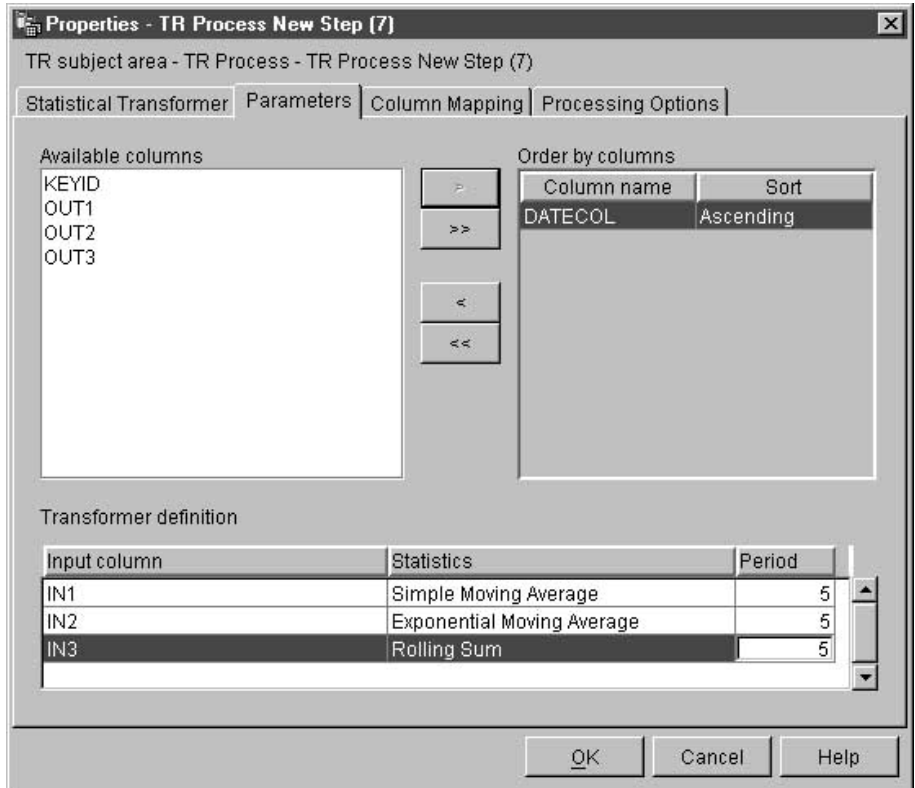 Properties - TR Process New Step (7)
TR subject area - TR Process - TR Process New Step (7)
Statistical Transformer Parameters Column Mapping Processing Options
Available columns
KEYID
OUT1
OUT2
OUT3
>
>>
<
<<
Order by columns
Column name Sort
DATECOL Ascending
Transformer definition
Input column Statistics Period
IN1 Simple Moving Average 5
IN2 Exponential Moving Average 5
IN3 Rolling Sum 5
OK Cancel Help